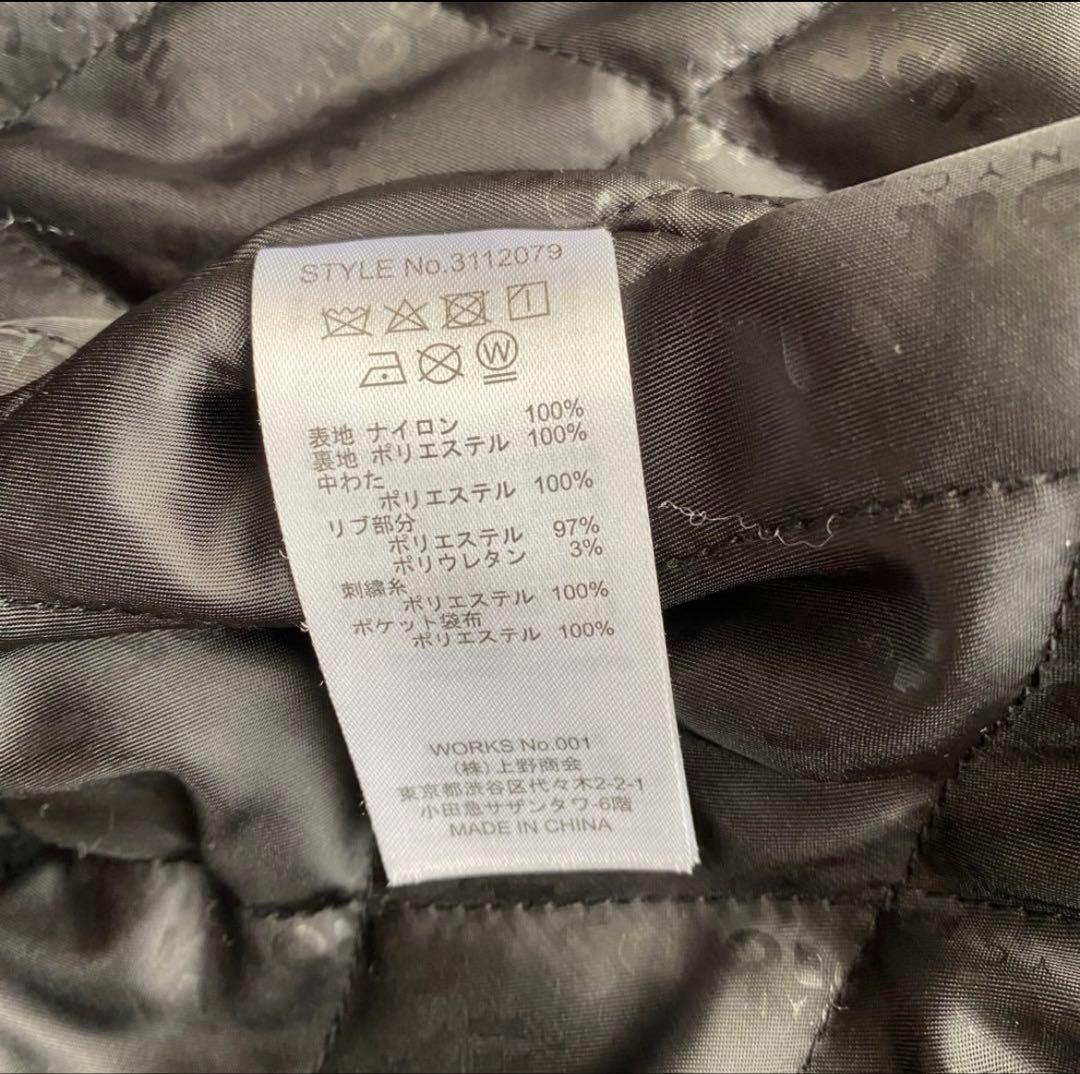 STYLE No.3112079
W
表地 ナイロン 100%
裏地 ポリエステル 100%
中わた
ポリエステル 100%
リブ部分
ポリエステル 97%
ポリウレタン 3%
刺繍糸
ポリエステル 100%
ポケット袋布
ポリエステル 100%
WORKS No.001
(株)上野商会
東京都渋谷区代々木2-2-1
小田急サザンタワ-6階
MADE IN CHINA